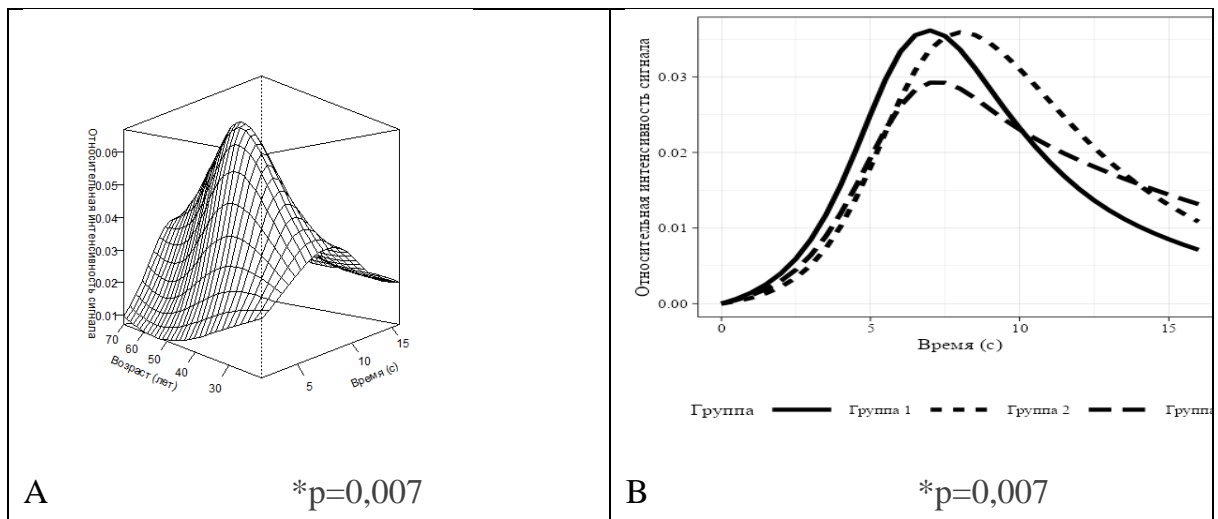 Относительная интенсивность сигнала
0.06
0.05
0.04
0.03
0.02
0.01
70
60
50
40
30
Возраст (лет)
5
10
15
Время (с)
A
*p=0,007
Относительная интенсивность сигнала
0.03
0.02
0.01
0.00
0
5
10
15
Время (с)
Группа
Группа 1
Группа 2
Группа
B
*p=0,007